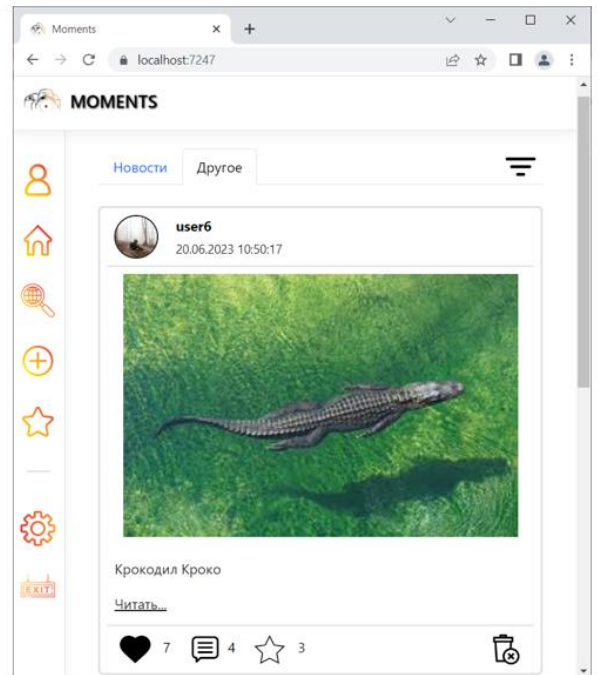 Moments
localhost:7247
MOMENTS
Новости Другое
user6
20.06.2023 10:50:17
Крокодил Кроко
Читать...
7 4 3
EXIT